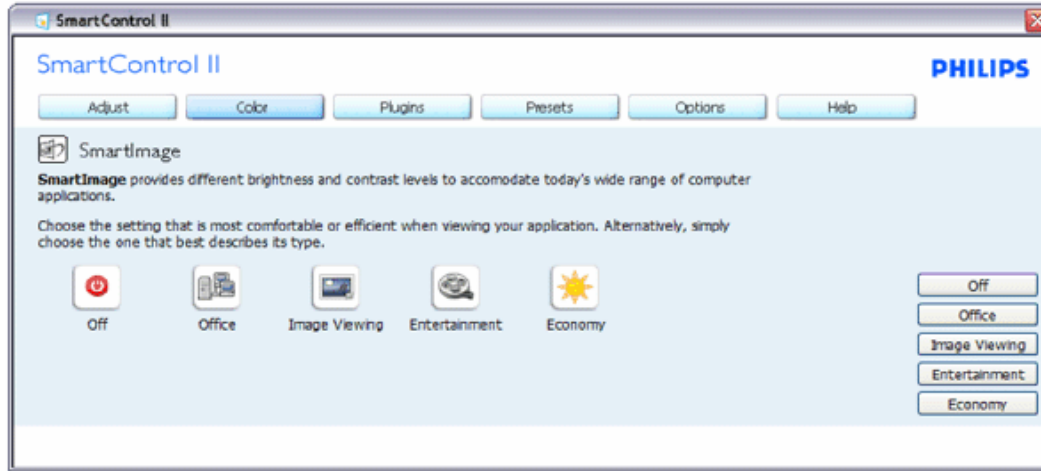 SmartControl II
SmartControl II
PHILIPS
Adjust Color Plugins Presets Options Help
SmartImage
SmartImage provides different brightness and contrast levels to accomodate today's wide range of computer
applications.
Choose the setting that is most comfortable or efficient when viewing your application. Alternatively, simply
choose the one that best describes its type.
Off Office Image Viewing Entertainment Economy
Off
Office
Image Viewing
Entertainment
Economy